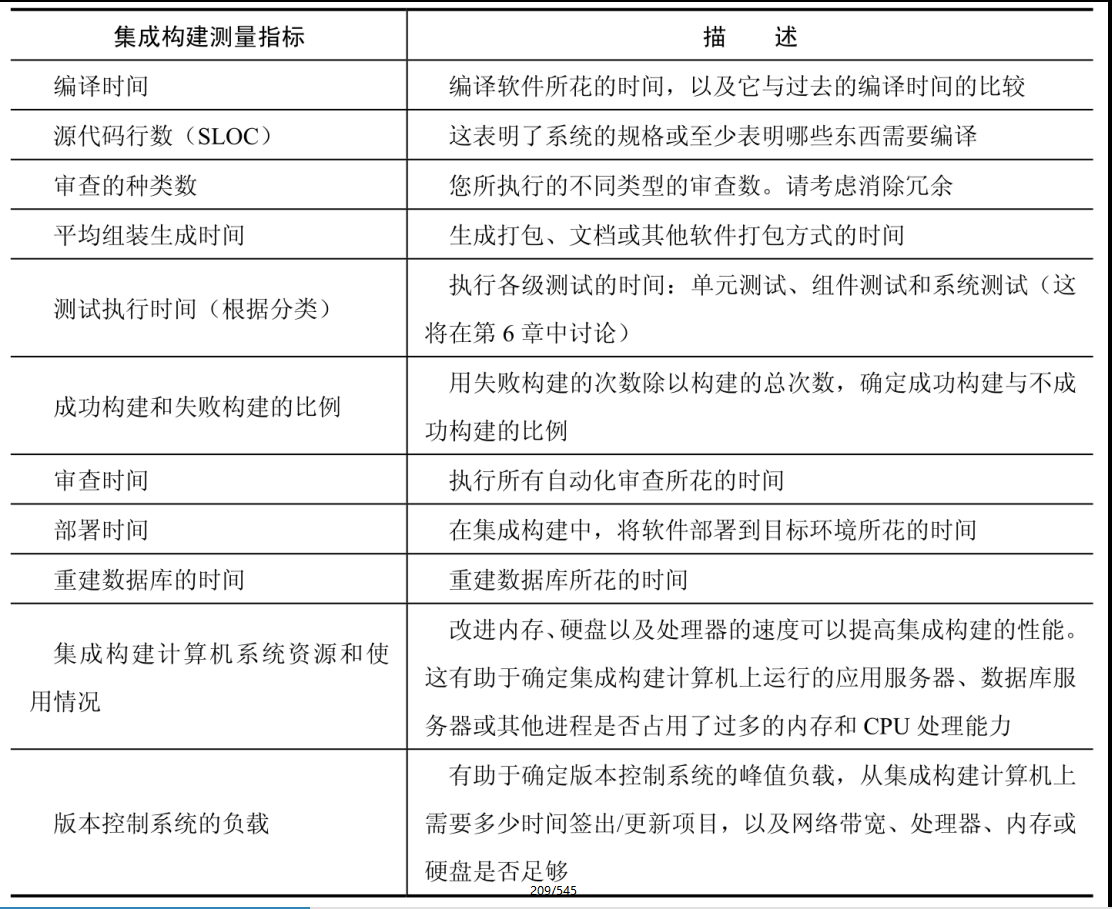 集成构建测量指标 描 述
编译时间 编译软件所花的时间，以及它与过去的编译时间的比较
源代码行数（SLOC） 这表明了系统的规格或至少表明哪些东西需要编译
审查的种类数 您所执行的不同类型的审查数。请考虑消除冗余
平均组装生成时间 生成打包、文档或其他软件打包方式的时间
测试执行时间（根据分类） 执行各级测试的时间：单元测试、组件测试和系统测试（这
将在第 6 章中讨论）
成功构建和失败构建的比例 用失败构建的次数除以构建的总次数，确定成功构建与不成
功构建的比例
审查时间 执行所有自动化审查所花的时间
部署时间 在集成构建中，将软件部署到目标环境所花的时间
重建数据库的时间 重建数据库所花的时间
集成构建计算机系统资源和使
用情况
改进内存、硬盘以及处理器的速度可以提高集成构建的性能。
这有助于确定集成构建计算机上运行的应用服务器、数据库服
务器或其他进程是否占用了过多的内存和 CPU 处理能力
版本控制系统的负载
有助于确定版本控制系统的峰值负载，从集成构建计算机上
需要多少时间签出/更新项目，以及网络带宽、处理器、内存或
硬盘是否足够
209/545